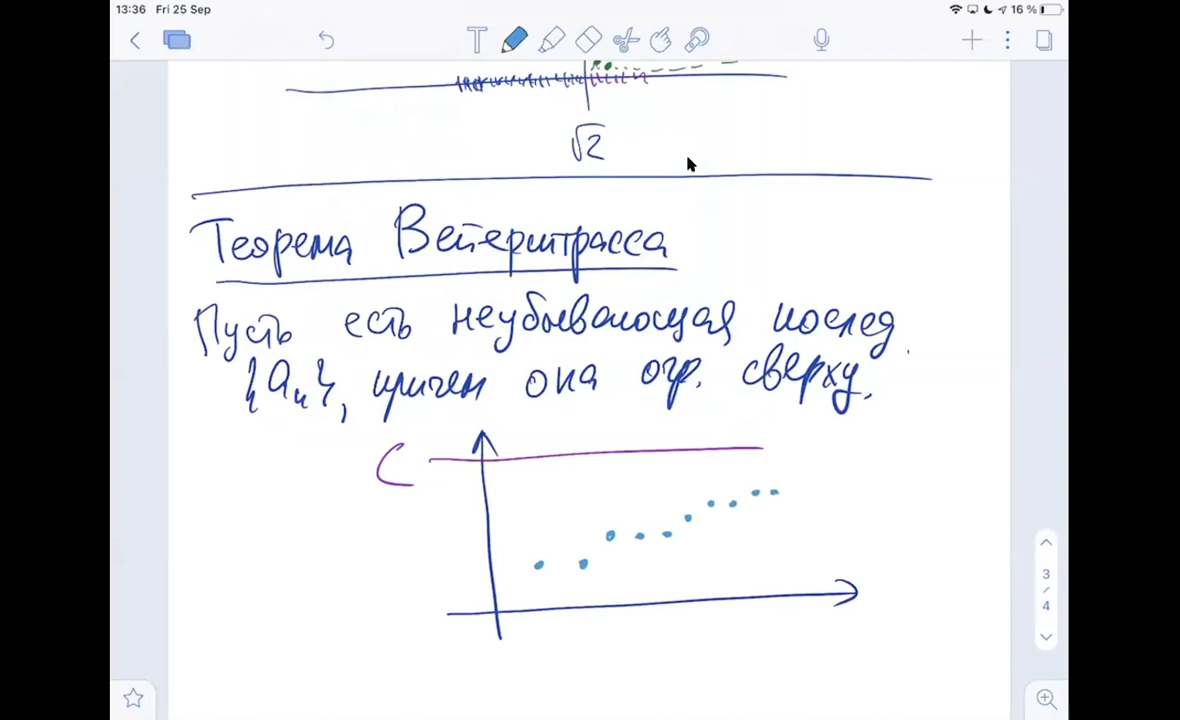 13:36 Fri 25 Sep
16 %
√2
Теорема Вейерштрасса
Пусть есть неубывающая послед.
{aₙ}, причем она огр. сверху.
C
3
/
4